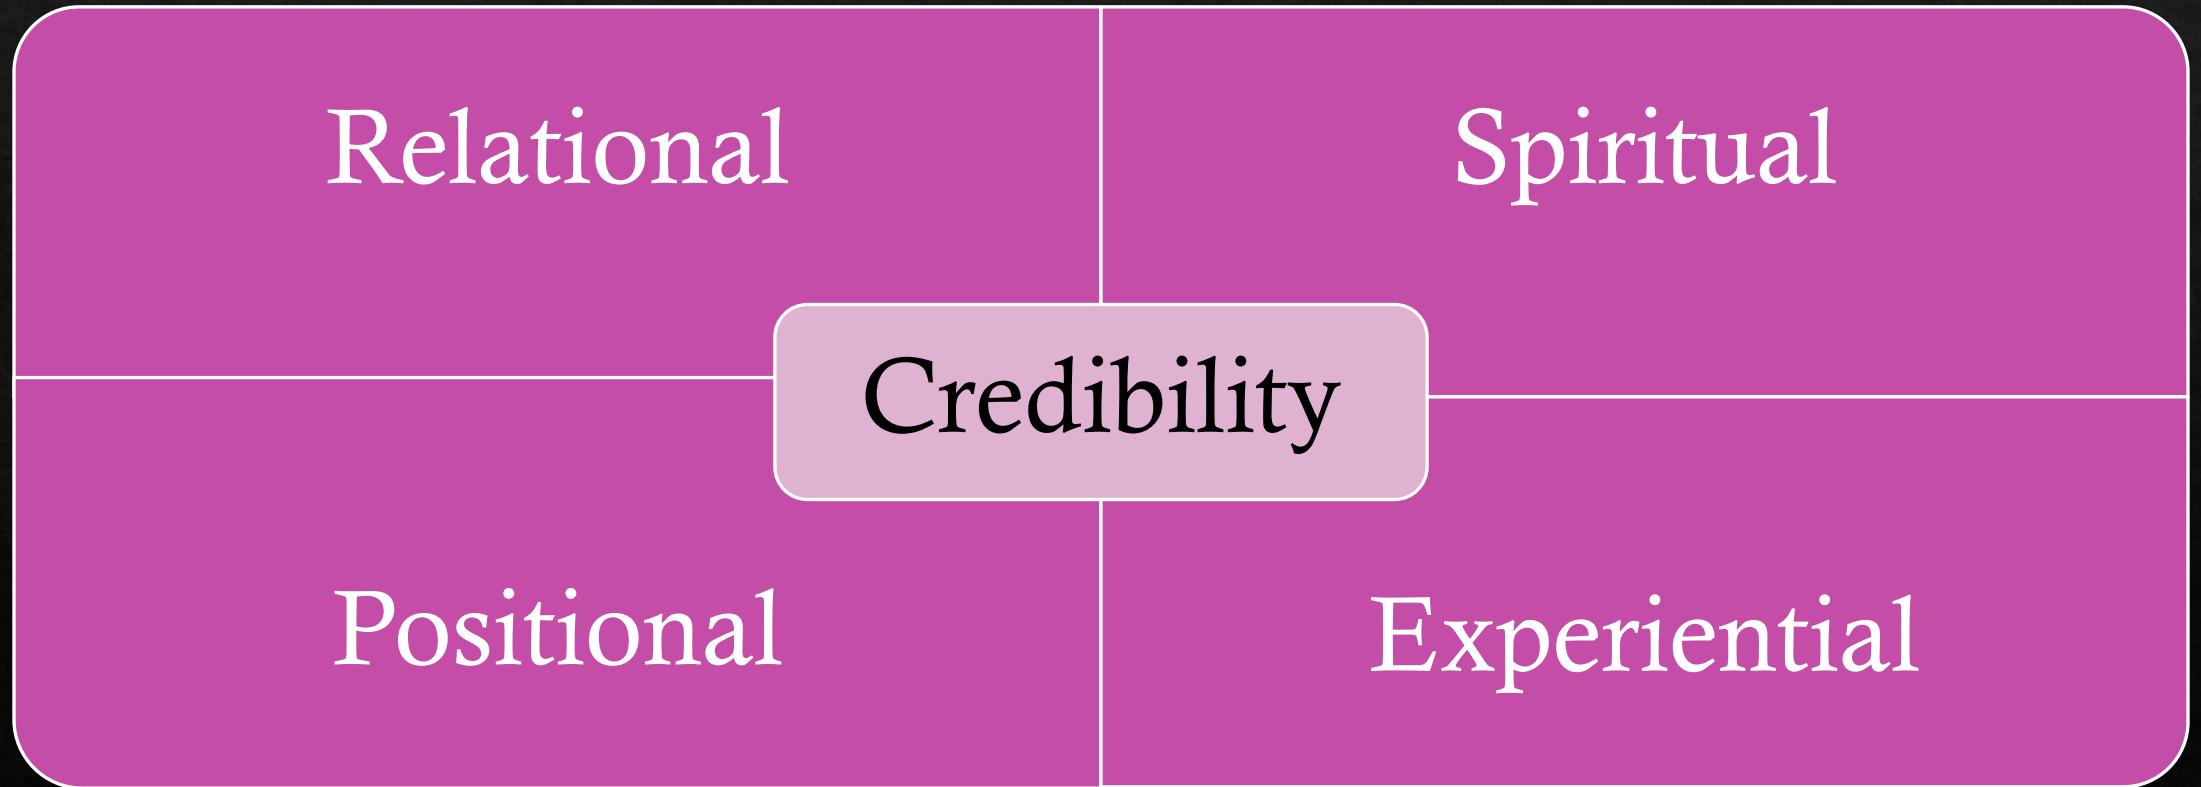 Relational
Spiritual
Credibility
Positional
Experiential